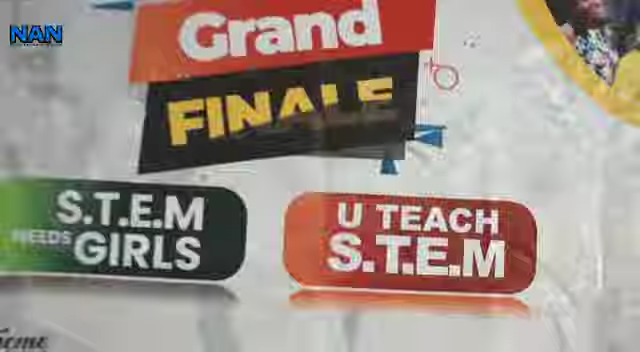 NAN
Grand
FINALE
S.T.E.M
NEEDS GIRLS
U TEACH
S.T.E.M